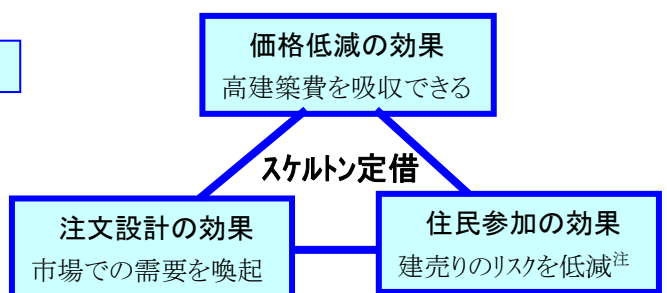 価格低減の効果
高建築費を吸収できる
スケルトン定借
注文設計の効果
市場での需要を喚起
住民参加の効果
建売りのリスクを低減注